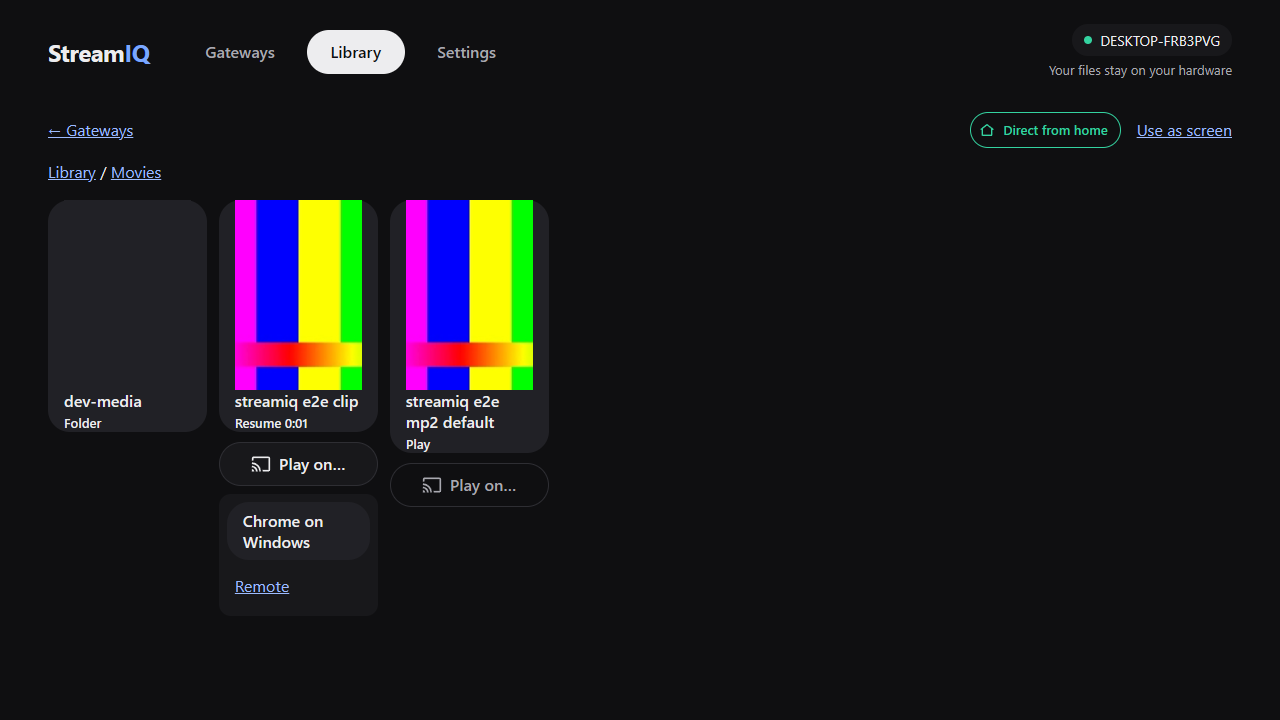 StreamIQ
Gateways
Library
Settings
DESKTOP-FRB3PVG
Your files stay on your hardware
← Gateways
Direct from home
Use as screen
Library / Movies
dev-media
Folder
streamiq e2e clip
Resume 0:01
Play on...
Chrome on
Windows
Remote
streamiq e2e
mp2 default
Play
Play on...